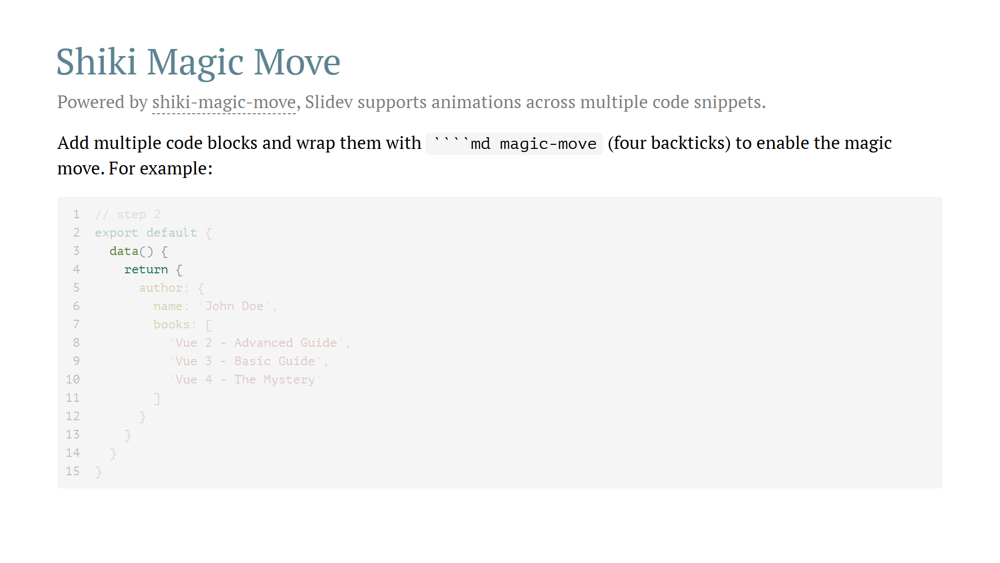 Shiki Magic Move
Powered by shiki-magic-move, Slidev supports animations across multiple code snippets.
Add multiple code blocks and wrap them with ````md magic-move (four backticks) to enable the magic
move. For example:
1 // step 2
2 export default {
3   data() {
4     return {
5       author: {
6         name: 'John Doe',
7         books: [
8           'Vue 2 - Advanced Guide',
9           'Vue 3 - Basic Guide',
10           'Vue 4 - The Mystery'
11         ]
12       }
13     }
14   }
15 }